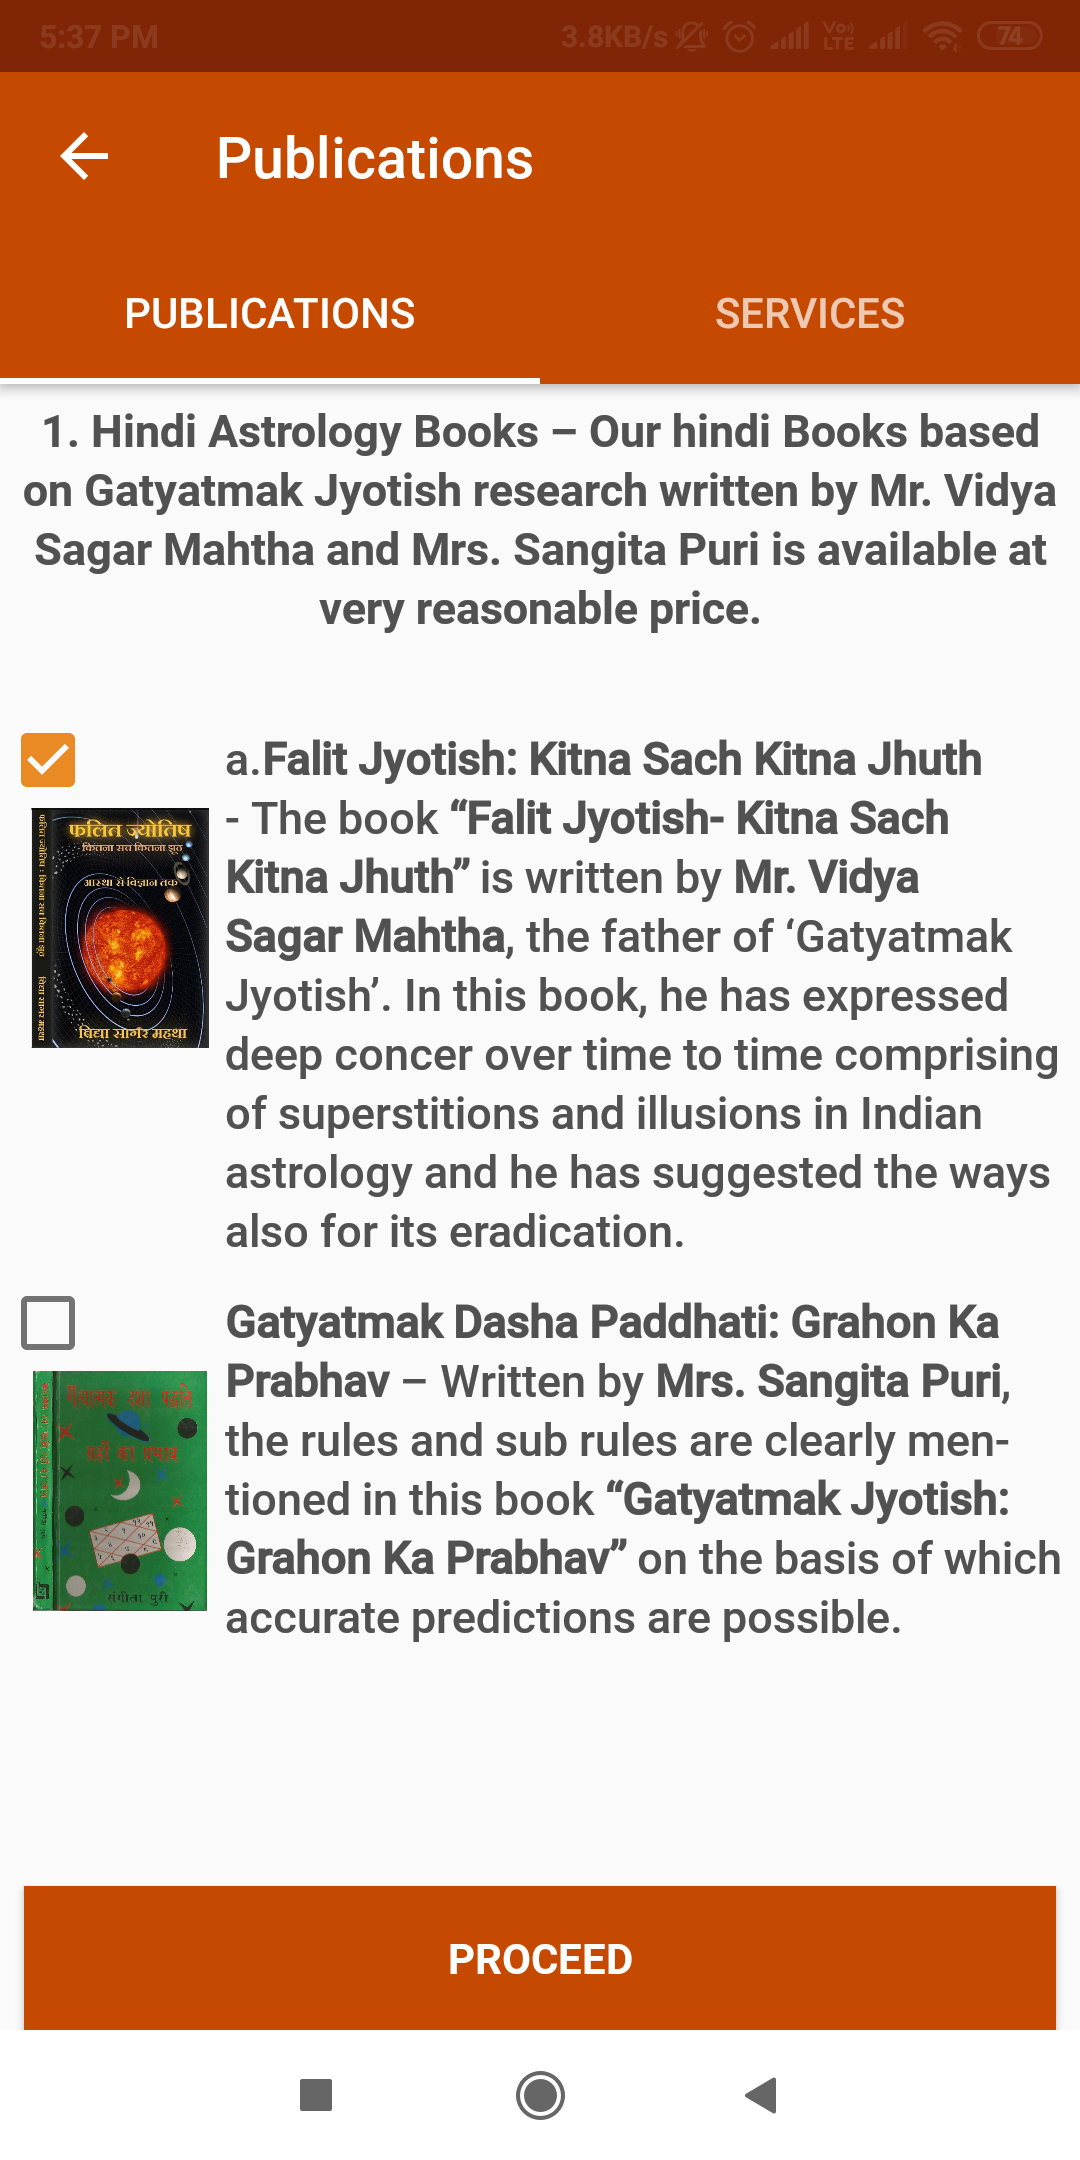 5:37 PM
3.8KB/s
Vo))
LTE
74
Publications
PUBLICATIONS
SERVICES
1. Hindi Astrology Books – Our hindi Books based
on Gatyatmak Jyotish research written by Mr. Vidya
Sagar Mahtha and Mrs. Sangita Puri is available at
very reasonable price.
a.Falit Jyotish: Kitna Sach Kitna Jhuth
- The book “Falit Jyotish- Kitna Sach
Kitna Jhuth” is written by Mr. Vidya
Sagar Mahtha, the father of ‘Gatyatmak
Jyotish’. In this book, he has expressed
deep concer over time to time comprising
of superstitions and illusions in Indian
astrology and he has suggested the ways
also for its eradication.
फलित ज्योतिष
कितना सच कितना झूठ
आस्था से विज्ञान तक
विद्या सागर महथा
Gatyatmak Dasha Paddhati: Grahon Ka
Prabhav – Written by Mrs. Sangita Puri,
the rules and sub rules are clearly men-
tioned in this book “Gatyatmak Jyotish:
Grahon Ka Prabhav” on the basis of which
accurate predictions are possible.
गत्यात्मक दशा पद्धति
ग्रहों का प्रभाव
संगीता पुरी
PROCEED